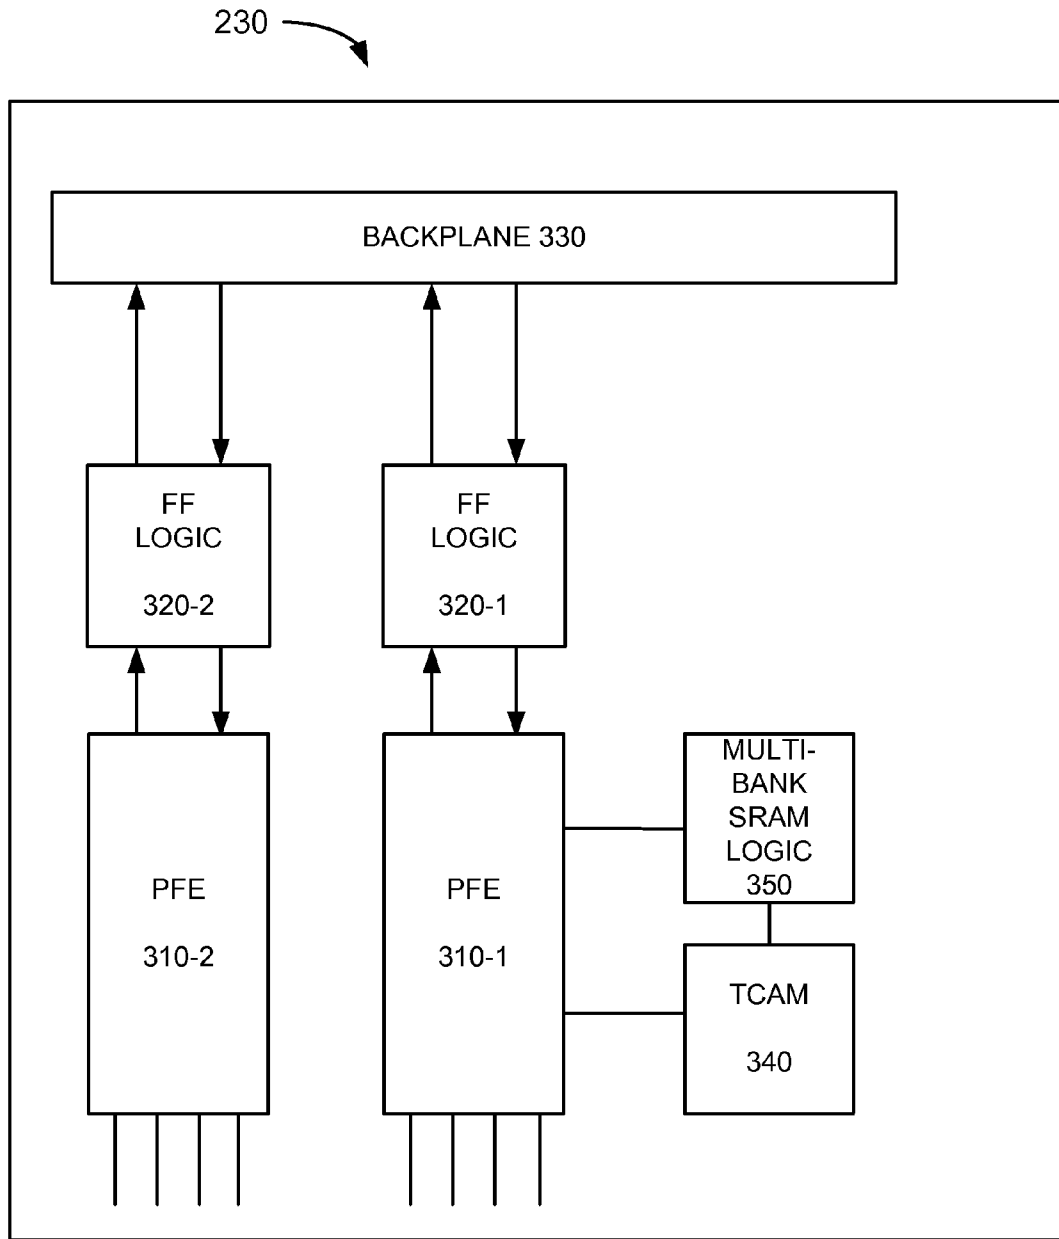 230
BACKPLANE 330
FF
LOGIC
320-2
FF
LOGIC
320-1
PFE
310-2
PFE
310-1
MULTI-
BANK
SRAM
LOGIC
350
TCAM
340